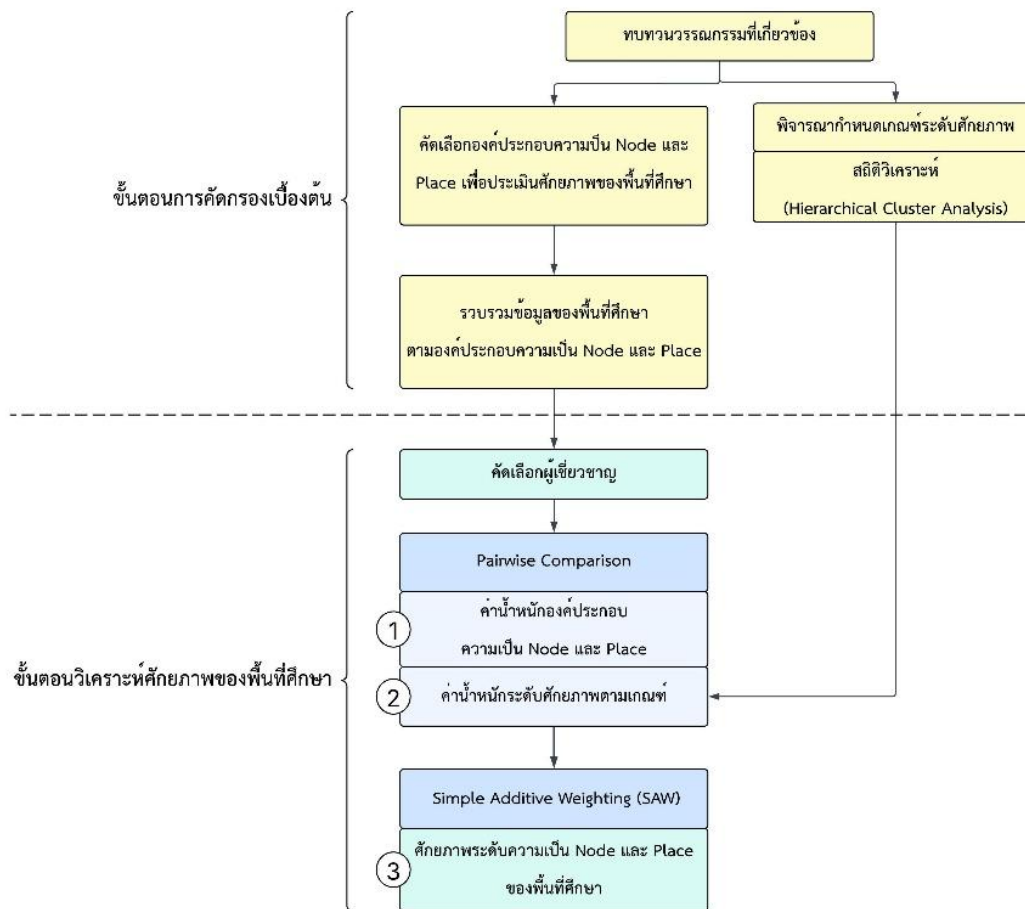 ทบทวนวรรณกรรมที่เกี่ยวข้อง
คัดเลือกองค์ประกอบความป็น Node และ
Place เพื่อประเมินศักยภาพของพื้นที่ศึกษา
พิจารณากำหนดเกณฑ์ระดับศักยภาพ
สถิติวิเคราะห์
(Hierarchical Cluster Analysis)
ขั้นตอนการคัดกรองเบื้องต้น
รวบรวมข้อมูลของพื้นที่ศึกษา
ตามองค์ประกอบความเป็น Node และ Place
คัดเลือกผู้เชี่ยวชาญ
Pairwise Comparison
1
ค่าน้ำหนักองค์ประกอบ
ความเป็น Node และ Place
ขั้นตอนวิเคราะห์ศักยภาพของพื้นที่ศึกษา
2
ค่าน้ำหนักระดับศักยภาพตามเกณฑ์
Simple Additive Weighting (SAW)
3
ศักยภาพระดับความเป็น Node และ Place
ของพื้นที่ศึกษา